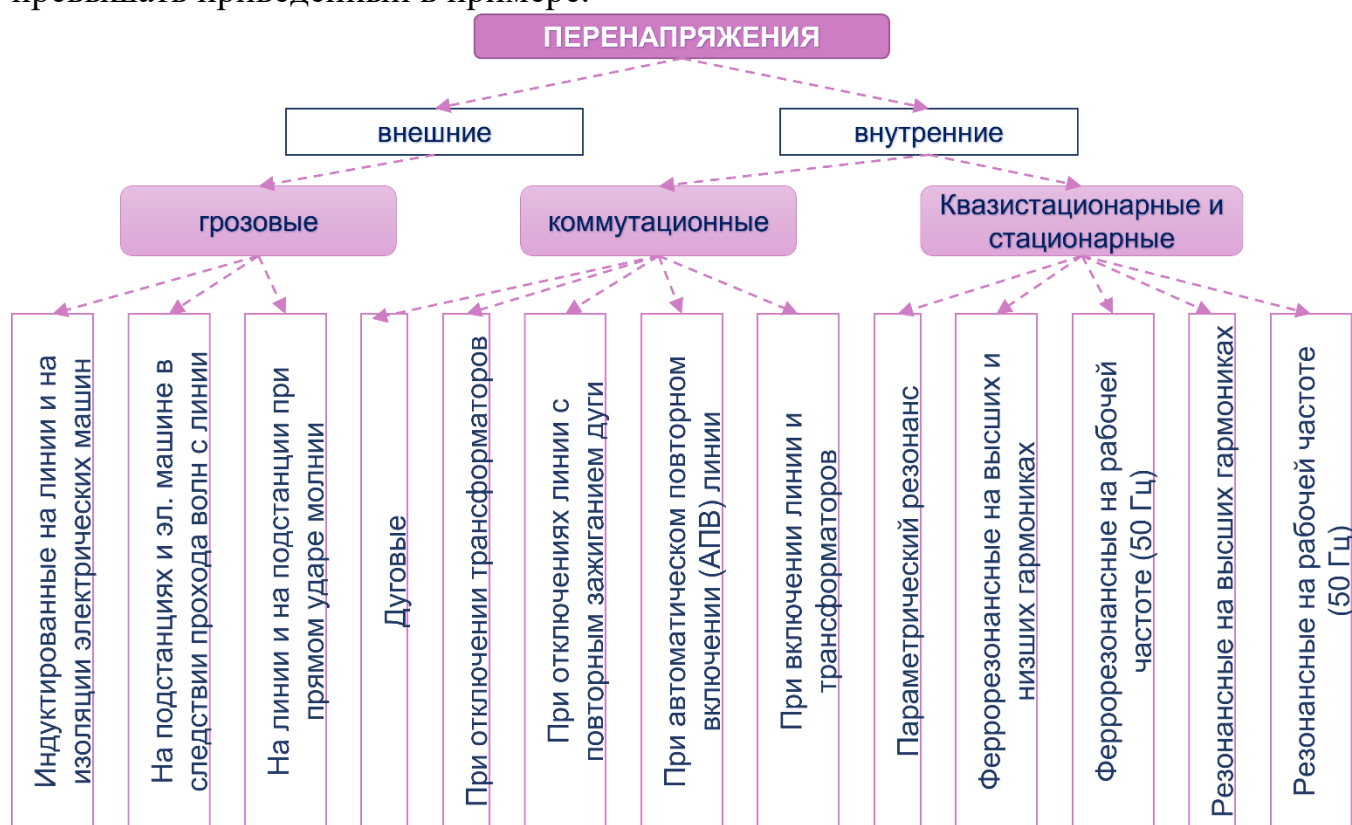 превышать приведенных в примере.
ПЕРЕНАПРЯЖЕНИЯ
внешние
внутренние
грозовые
коммутационные
Квазистационарные и
стационарные
Индуктированные на линии и на
изоляции электрических машин
На подстанциях и эл. машине в
следствии прохода волн с линии
На линии и на подстанции при
прямом ударе молнии
Дуговые
При отключении трансформаторов
При отключениях линии с
повторным зажиганием дуги
При автоматическом повторном
включении (АПВ) линии
При включении линии и
трансформаторов
Параметрический резонанс
Феррорезонансные на высших и
низших гармониках
Феррорезонансные на рабочей
частоте (50 Гц)
Резонансные на высших гармониках
Резонансные на рабочей частоте
(50 Гц)